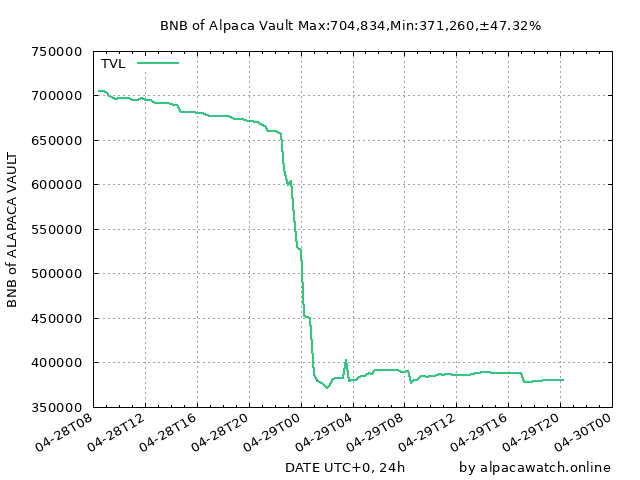 BNB of Alpaca Vault Max:704,834,Min:371,260,±47.32%
750000
TVL
700000
650000
600000
550000
500000
450000
400000
350000
BNB of ALAPACA VAULT
04-28T08
04-28T12
04-28T16
04-28T20
04-29T00
04-29T04
04-29T08
04-29T12
04-29T16
04-29T20
04-30T00
DATE UTC+0, 24h
by alpacawatch.online